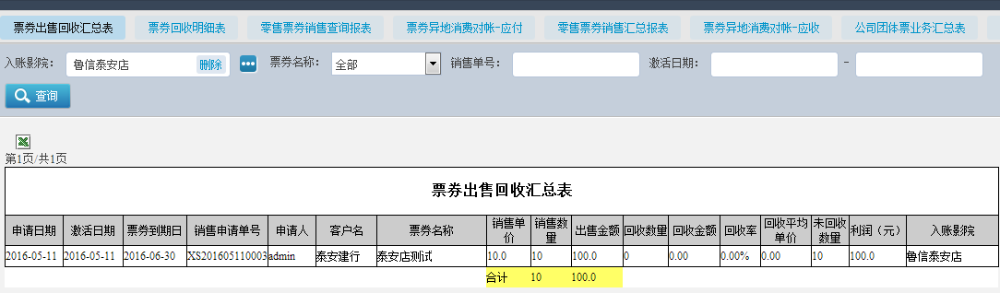 票券出售回收汇总表 票券回收明细表 零售票券销售查询报表 票券异地消费对帐-应付 零售票券销售汇总报表 票券异地消费对帐-应收 公司团体票业务汇总表
入账影院： 鲁信泰安店 删除 票券名称： 全部 销售单号： 激活日期： -
查询
第1页/共1页
票券出售回收汇总表
申请日期 激活日期 票券到期日 销售申请单号 申请人 客户名 票券名称 销售单价 销售数量 出售金额 回收数量 回收金额 回收率 回收平均单价 未回收数量 利润（元） 入账影院
2016-05-11 2016-05-11 2016-06-30 XS201605110003 admin 泰安建行 泰安店测试 10.0 10 100.0 0 0.00 0.00% 0.00 10 100.0 鲁信泰安店
合计 10 100.0